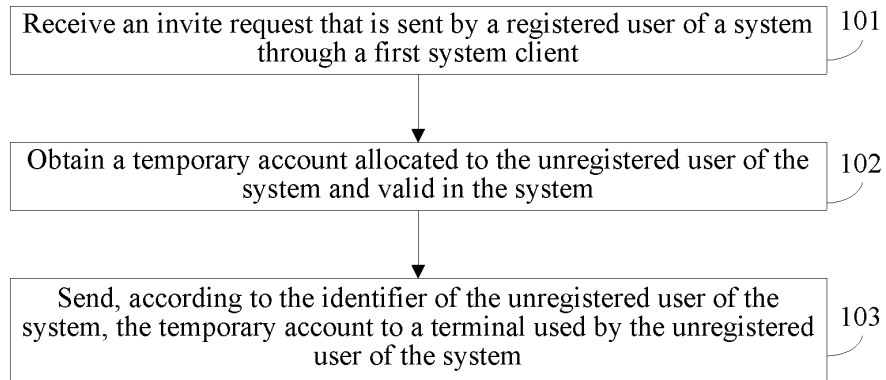 Receive an invite request that is sent by a registered user of a system
through a first system client
101
Obtain a temporary account allocated to the unregistered user of the
system and valid in the system
102
Send, according to the identifier of the unregistered user of the
system, the temporary account to a terminal used by the unregistered
user of the system
103